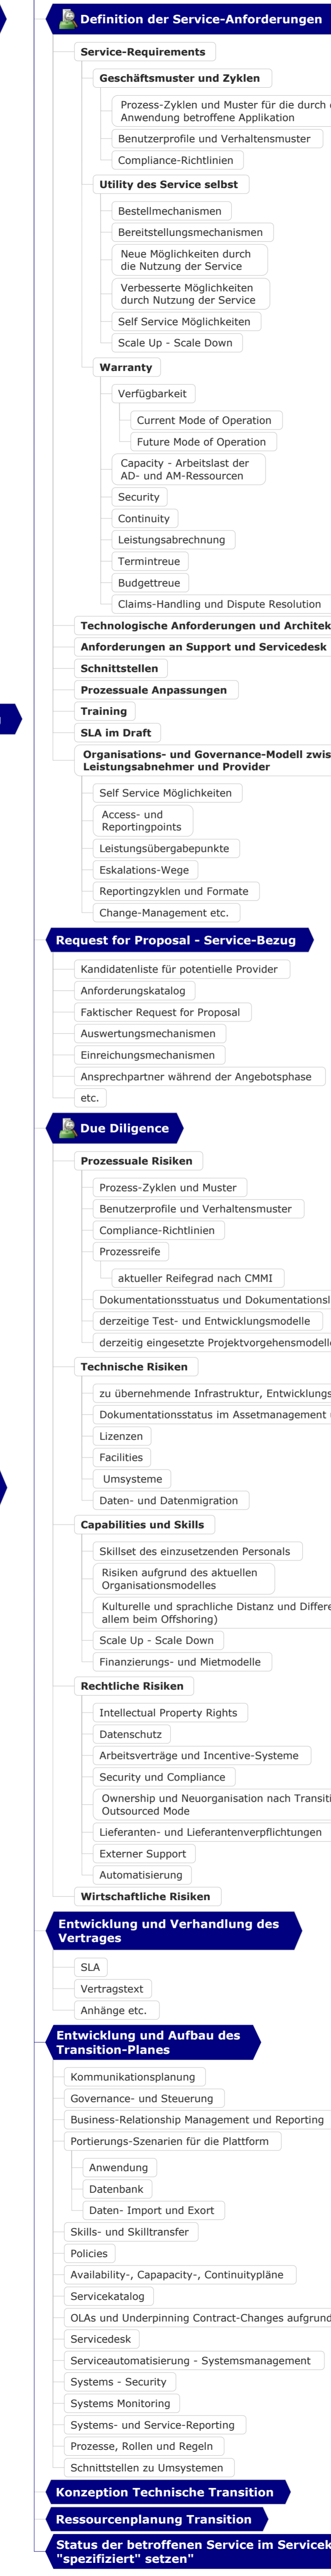 Definition der Service-Anforderungen
Service-Requirements
Geschäftsmuster und Zyklen
Prozess-Zyklen und Muster für die durch
Anwendung betroffene Applikation
Benutzerprofile und Verhaltensmuster
Compliance-Richtlinien
Utility des Service selbst
Bestellmechanismen
Bereitstellungsmechanismen
Neue Möglichkeiten durch
die Nutzung der Service
Verbesserte Möglichkeiten
durch Nutzung der Service
Self Service Möglichkeiten
Scale Up - Scale Down
Warranty
Verfügbarkeit
Current Mode of Operation
Future Mode of Operation
Capacity - Arbeitslast der
AD- und AM-Ressourcen
Security
Continuity
Leistungsabrechnung
Termintreue
Budgettreue
Claims-Handling und Dispute Resolution
Technologische Anforderungen und Architek
Anforderungen an Support und Servicedesk
Schnittstellen
Prozessuale Anpassungen
Training
SLA im Draft
Organisations- und Governance-Modell zwis
Leistungsabnehmer und Provider
Self Service Möglichkeiten
Access- und
Reportingpoints
Leistungsübergabepunkte
Eskalations-Wege
Reportingzyklen und Formate
Change-Management etc.
Request for Proposal - Service-Bezug
Kandidatenliste für potentielle Provider
Anforderungskatalog
Faktischer Request for Proposal
Auswertungsmechanismen
Einreichungsmechanismen
Ansprechpartner während der Angebotsphase
etc.
Due Diligence
Prozessuale Risiken
Prozess-Zyklen und Muster
Benutzerprofile und Verhaltensmuster
Compliance-Richtlinien
Prozessreife
aktueller Reifegrad nach CMMI
Dokumentationsstuatus und Dokumentationsl
derzeitige Test- und Entwicklungsmodelle
derzeitig eingesetzte Projektvorgehensmodelle
Technische Risiken
zu übernehmende Infrastruktur, Entwicklungs
Dokumentationsstatus im Assetmanagement
Lizenzen
Facilities
Umsysteme
Daten- und Datenmigration
Capabilities und Skills
Skillset des einzusetzenden Personals
Risiken aufgrund des aktuellen
Organisationsmodelles
Kulturelle und sprachliche Distanz und Differe
allem beim Offshoring)
Scale Up - Scale Down
Finanzierungs- und Mietmodelle
Rechtliche Risiken
Intellectual Property Rights
Datenschutz
Arbeitsverträge und Incentive-Systeme
Security und Compliance
Ownership und Neuorganisation nach Transiti
Outsourced Mode
Lieferanten- und Lieferantenverpflichtungen
Externer Support
Automatisierung
Wirtschaftliche Risiken
Entwicklung und Verhandlung des
Vertrages
SLA
Vertragstext
Anhänge etc.
Entwicklung und Aufbau des
Transition-Planes
Kommunikationsplanung
Governance- und Steuerung
Business-Relationship Management und Reporting
Portierungs-Szenarien für die Plattform
Anwendung
Datenbank
Daten- Import und Exort
Skills- und Skilltransfer
Policies
Availability-, Capapacity-, Continuitypläne
Servicekatalog
OLAs und Underpinning Contract-Changes aufgrund
Servicedesk
Serviceautomatisierung - Systemsmanagement
Systems - Security
Systems Monitoring
Systems- und Service-Reporting
Prozesse, Rollen und Regeln
Schnittstellen zu Umsystemen
Konzeption Technische Transition
Ressourcenplanung Transition
Status der betroffenen Service im Servicek
"spezifiziert" setzen"